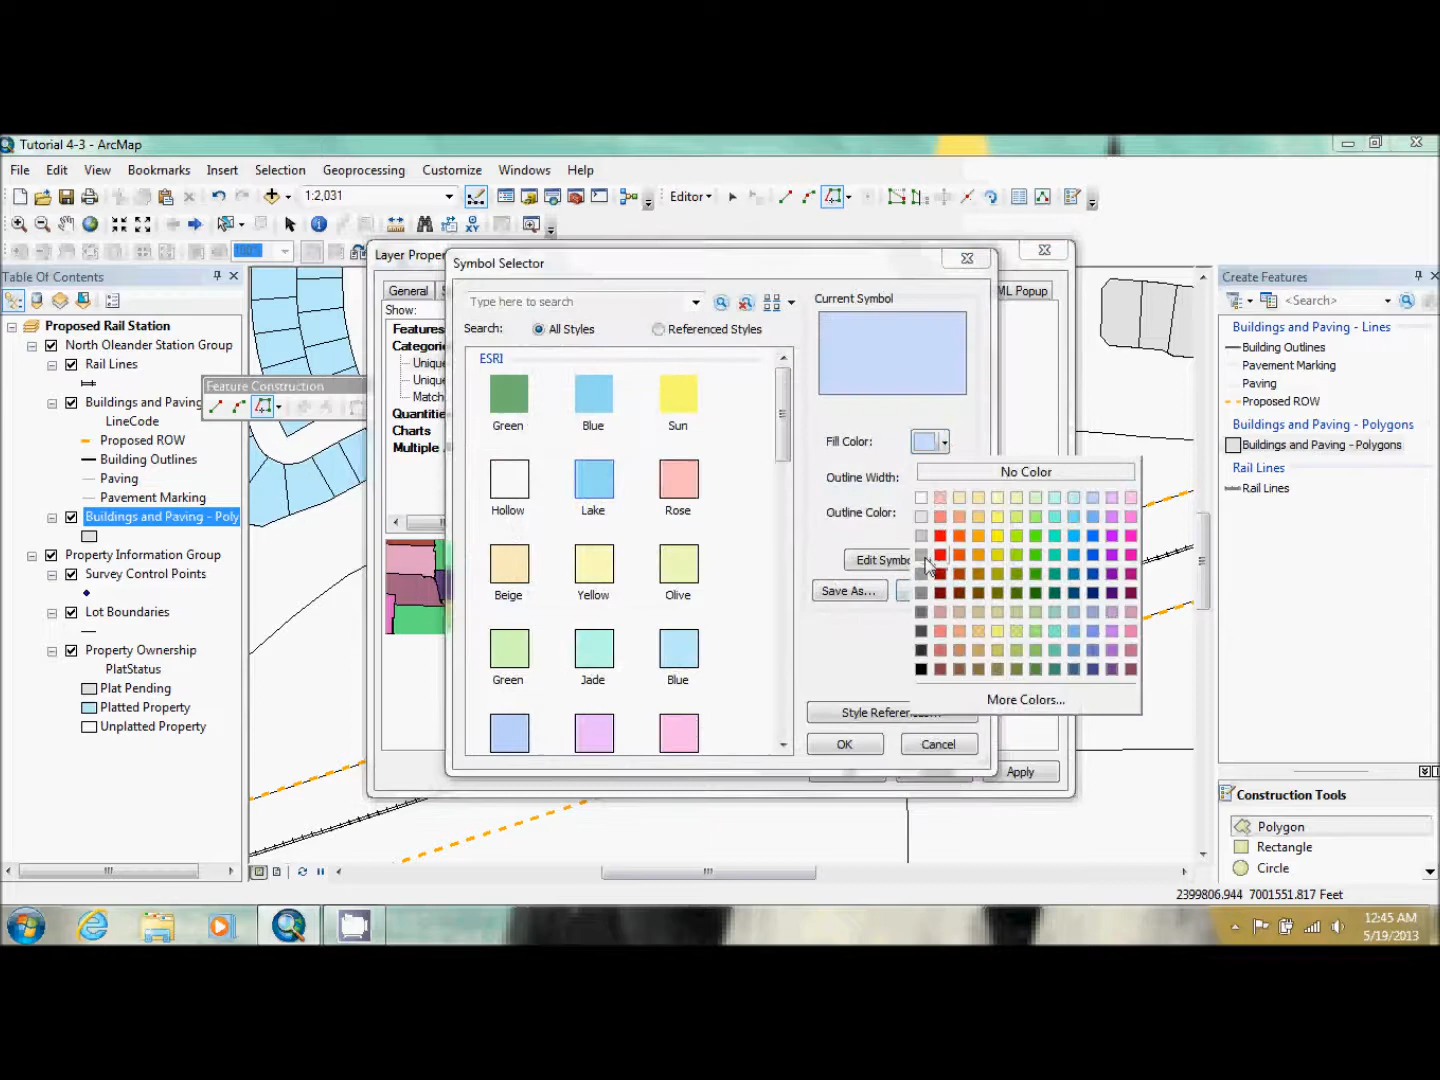 Tutorial 4-3 - ArcMap
File Edit View Bookmarks Insert Selection Geoprocessing Customize Windows Help
1:2,031
Editor
Table Of Contents
Proposed Rail Station
North Oleander Station Group
Rail Lines
Buildings and Paving
LineCode
Proposed ROW
Building Outlines
Paving
Pavement Marking
Buildings and Paving - Poly
Property Information Group
Survey Control Points
Lot Boundaries
Property Ownership
PlatStatus
Plat Pending
Platted Property
Unplatted Property
Feature Construction
Layer Proper
General
Show:
Features
Categorie
Unique
Unique
Match
Quantitie
Charts
Multiple
ML Popup
Apply
Symbol Selector
Type here to search
Search: All Styles Referenced Styles
ESRI
Green Blue Sun
Hollow Lake Rose
Beige Yellow Olive
Green Jade Blue
Current Symbol
Fill Color:
Outline Width:
Outline Color:
Edit Symbo
Save As...
Style Referen
OK Cancel
No Color
More Colors...
Create Features
<Search>
Buildings and Paving - Lines
Building Outlines
Pavement Marking
Paving
Proposed ROW
Buildings and Paving - Polygons
Buildings and Paving - Polygons
Rail Lines
Rail Lines
Construction Tools
Polygon
Rectangle
Circle
2399806.944 7001551.817 Feet
12:45 AM
5/19/2013